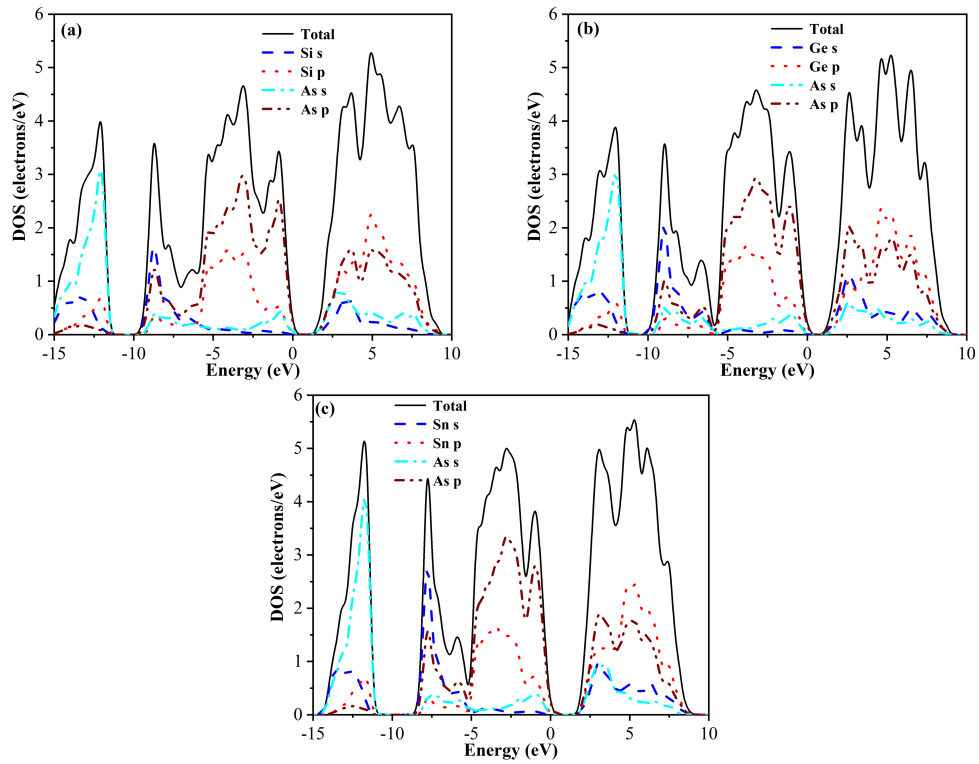 (a)
Total
Si s
Si p
As s
As p
DOS (electrons/eV)
6
5
4
3
2
1
0
-15 -10 -5 0 5 10
Energy (eV)
(b)
Total
Ge s
Ge p
As s
As p
DOS (electrons/eV)
6
5
4
3
2
1
0
-15 -10 -5 0 5 10
Energy (eV)
(c)
Total
Sn s
Sn p
As s
As p
DOS (electrons/eV)
6
5
4
3
2
1
0
-15 -10 -5 0 5 10
Energy (eV)